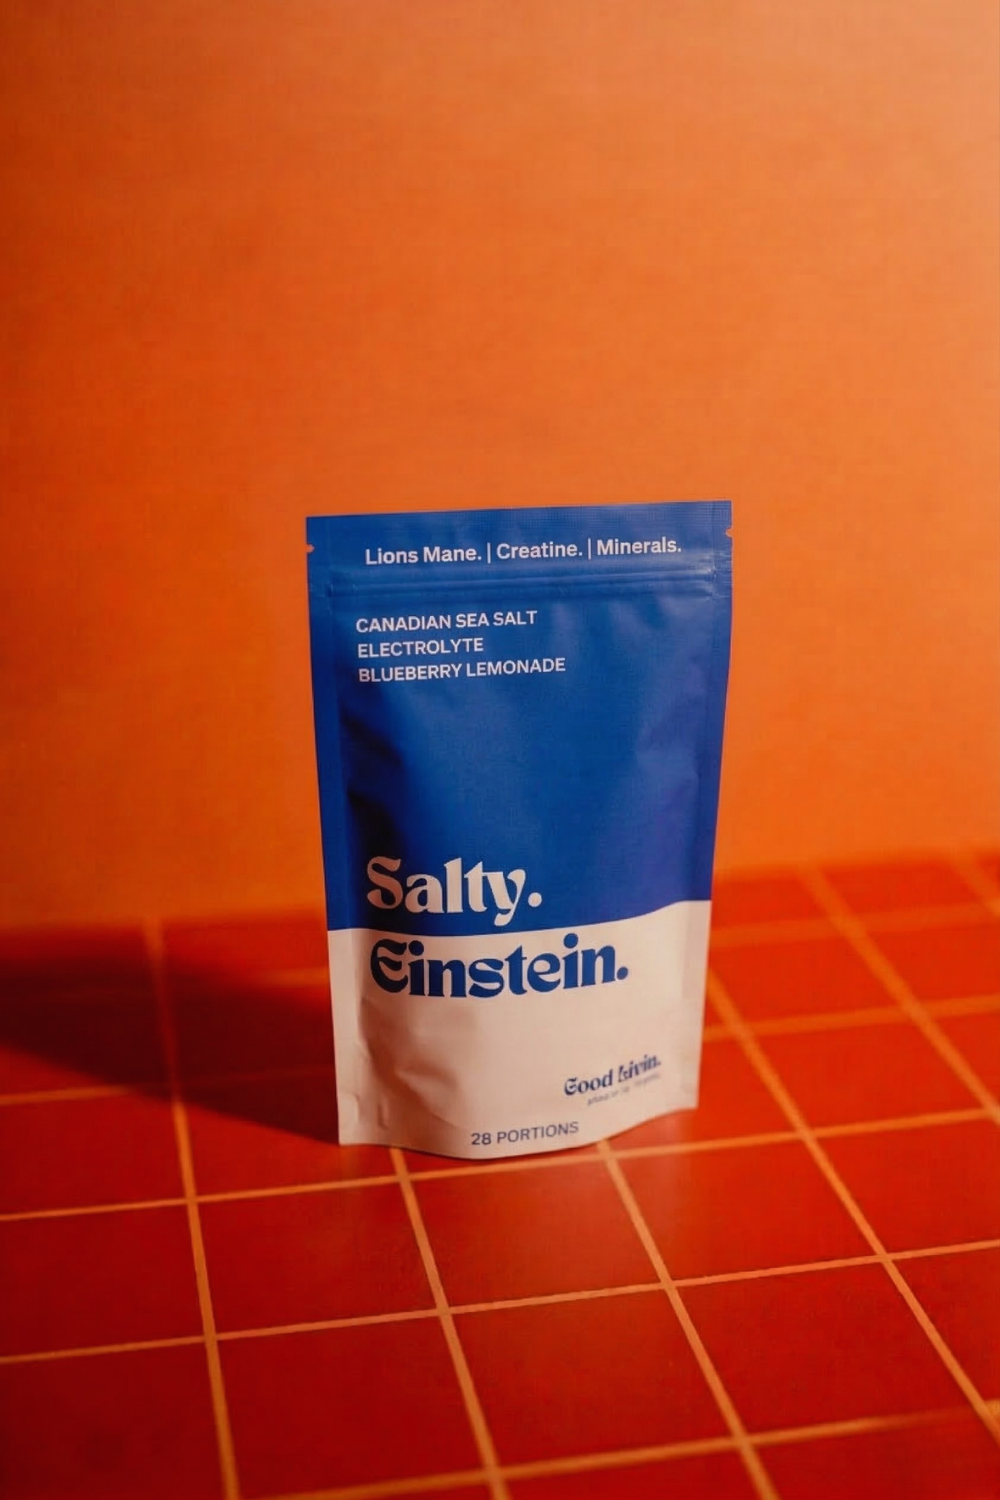 Lions Mane. | Creatine. | Minerals.
CANADIAN SEA SALT
ELECTROLYTE
BLUEBERRY LEMONADE
Salty.
Einstein.
Good Livin.
28 PORTIONS